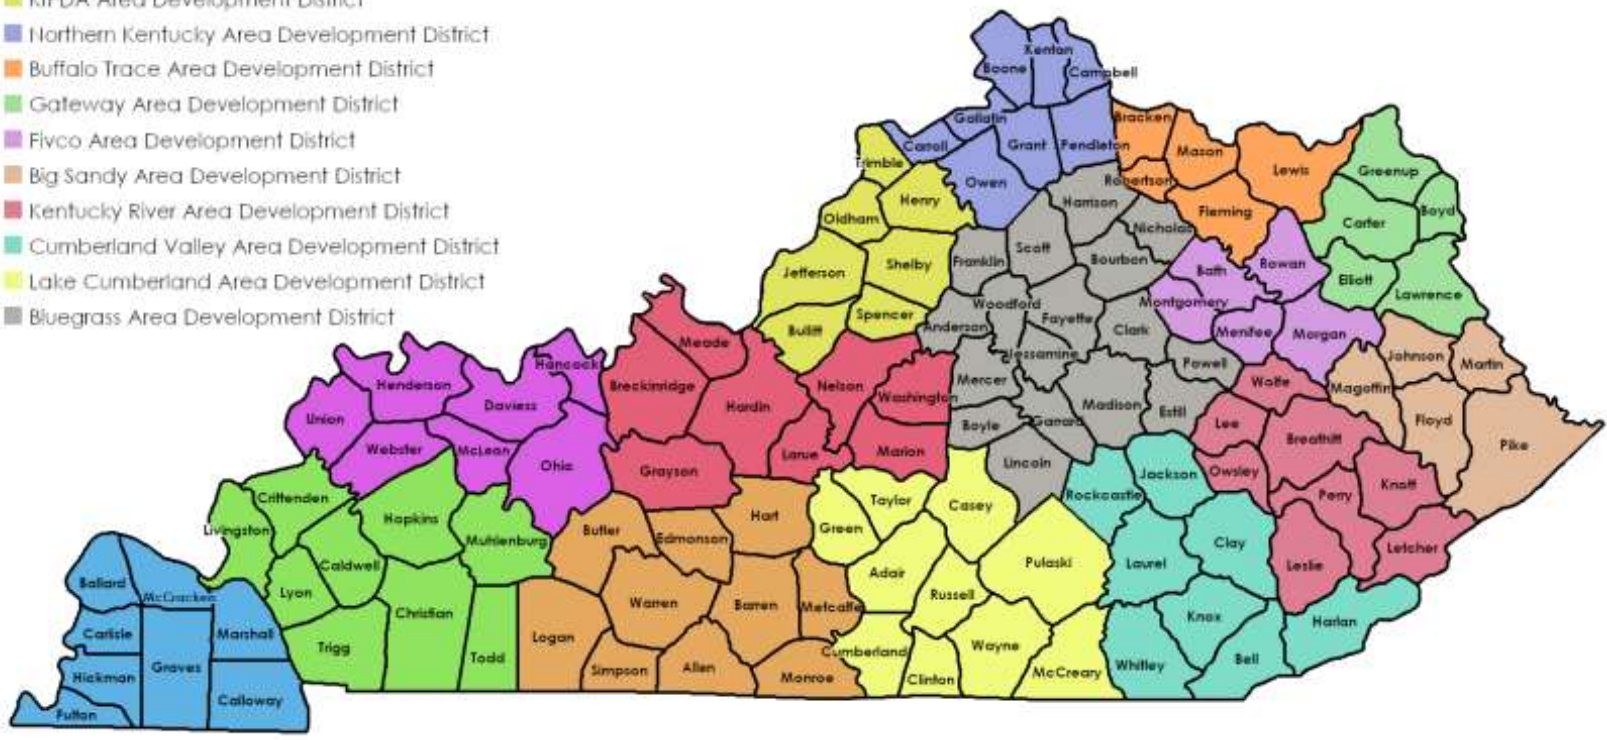 KIPDA Area Development District
Northern Kentucky Area Development District
Buffalo Trace Area Development District
Gateway Area Development District
Fivco Area Development District
Big Sandy Area Development District
Kentucky River Area Development District
Cumberland Valley Area Development District
Lake Cumberland Area Development District
Bluegrass Area Development District
Kenton
Boone
Campbell
Gallatin
Bracken
Carroll
Grant
Pendleton
Mason
Trimble
Lewis
Greenup
Owen
Robertson
Henry
Harrison
Fleming
Boyd
Oldham
Nicholas
Carter
Scott
Shelby
Franklin
Bourbon
Bath
Rowan
Jefferson
Elliott
Lawrence
Woodford
Montgomery
Spencer
Fayette
Anderson
Clark
Menifee
Morgan
Bullitt
Meade
Jessamine
Johnson
Martin
Hancock
Powell
Henderson
Breckinridge
Nelson
Mercer
Wolfe
Magoffin
Washington
Daviess
Hardin
Madison
Estill
Union
Boyle
Garrard
Lee
Floyd
Breathitt
Pike
Webster
McLean
Larue
Marion
Ohio
Grayson
Lincoln
Jackson
Owsley
Knott
Crittenden
Taylor
Casey
Rockcastle
Perry
Livingston
Hopkins
Hart
Green
Butler
Edmonson
Muhlenburg
Clay
Letcher
Caldwell
Pulaski
Laurel
Leslie
Ballard
Adair
Lyon
McCracken
Russell
Warren
Barren
Metcalfe
Christian
Knox
Harlan
Carlisle
Marshall
Logan
Wayne
Trigg
Cumberland
Todd
Graves
Simpson
Allen
Whitley
Bell
Hickman
Monroe
Clinton
McCreary
Calloway
Fulton